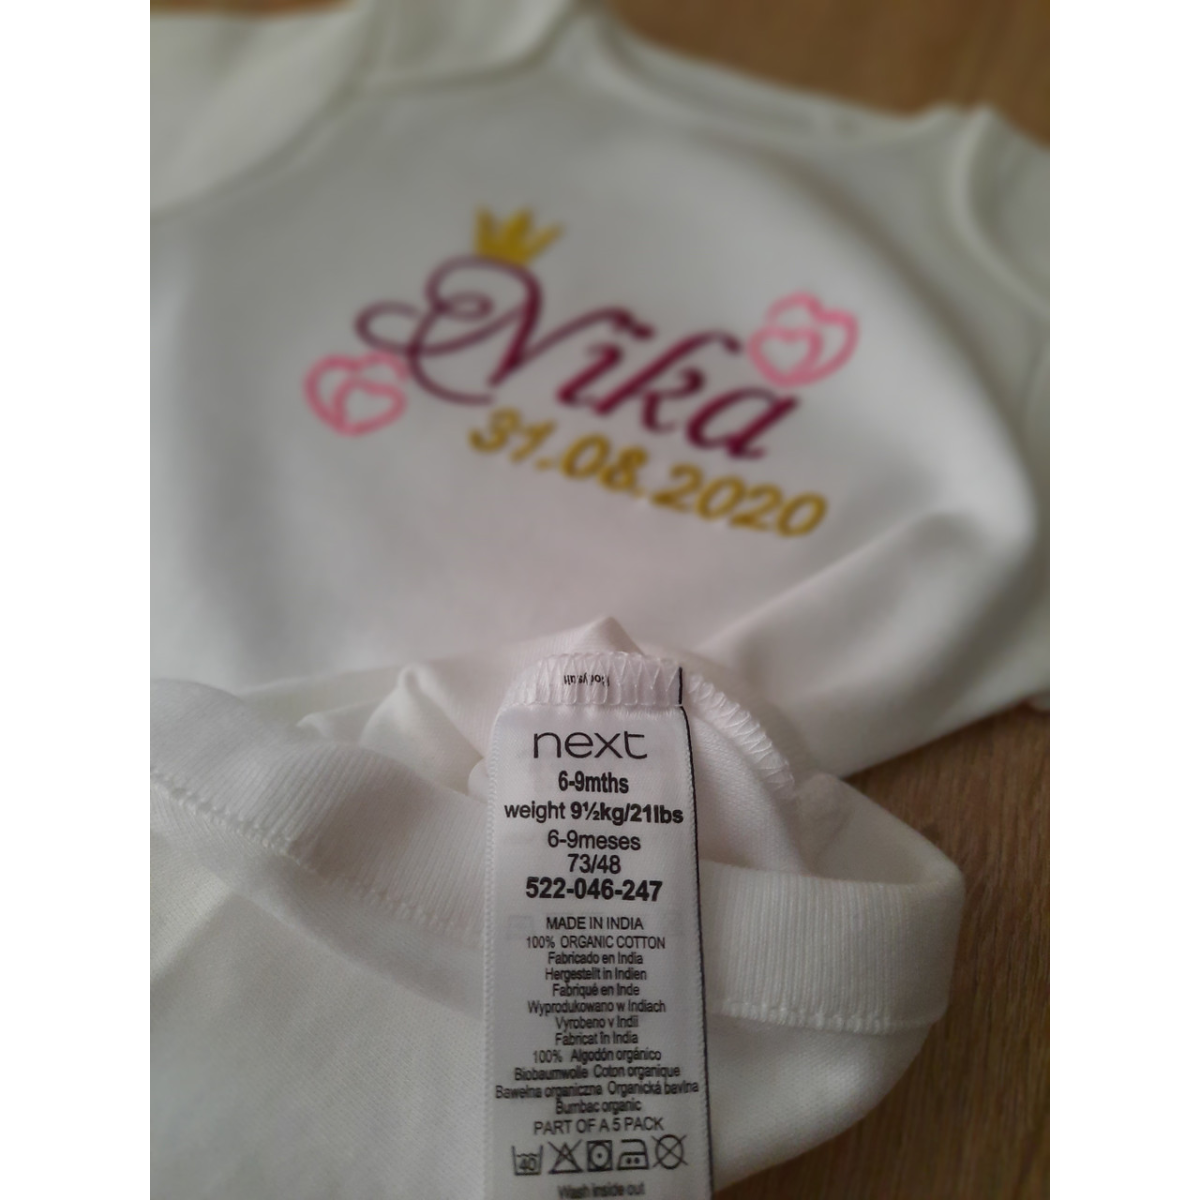 Nika
31.08.2020
next
6-9mths
weight 9½kg/21lbs
6-9meses
73/48
522-046-247
MADE IN INDIA
100% ORGANIC COTTON
Fabricado en India
Hergestellt in Indien
Fabriqué en Inde
Wyprodukowano w Indiach
Vyrobeno v Indii
Fabricat în India
100% Algodón orgánico
Biobaumwolle Coton organique
Bawełna organiczna Organická bavlna
Bumbac organic
PART OF A 5 PACK
40
Wash inside out